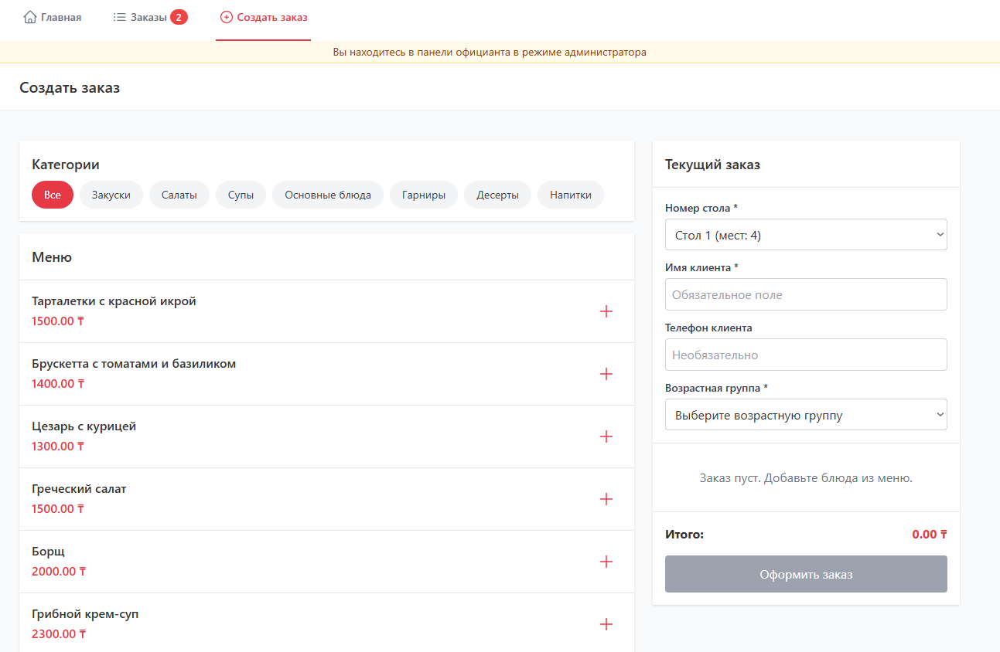 Главная Заказы 2 Создать заказ
Вы находитесь в панели официанта в режиме администратора
Создать заказ
Категории
Все Закуски Салаты Супы Основные блюда Гарниры Десерты Напитки
Меню
Тарталетки с красной икрой
1500.00 ₸
Брускетта с томатами и базиликом
1400.00 ₸
Цезарь с курицей
1300.00 ₸
Греческий салат
1500.00 ₸
Борщ
2000.00 ₸
Грибной крем-суп
2300.00 ₸
Текущий заказ
Номер стола *
Стол 1 (мест: 4)
Имя клиента *
Обязательное поле
Телефон клиента
Необязательно
Возрастная группа *
Выберите возрастную группу
Заказ пуст. Добавьте блюда из меню.
Итого: 0.00 ₸
Оформить заказ